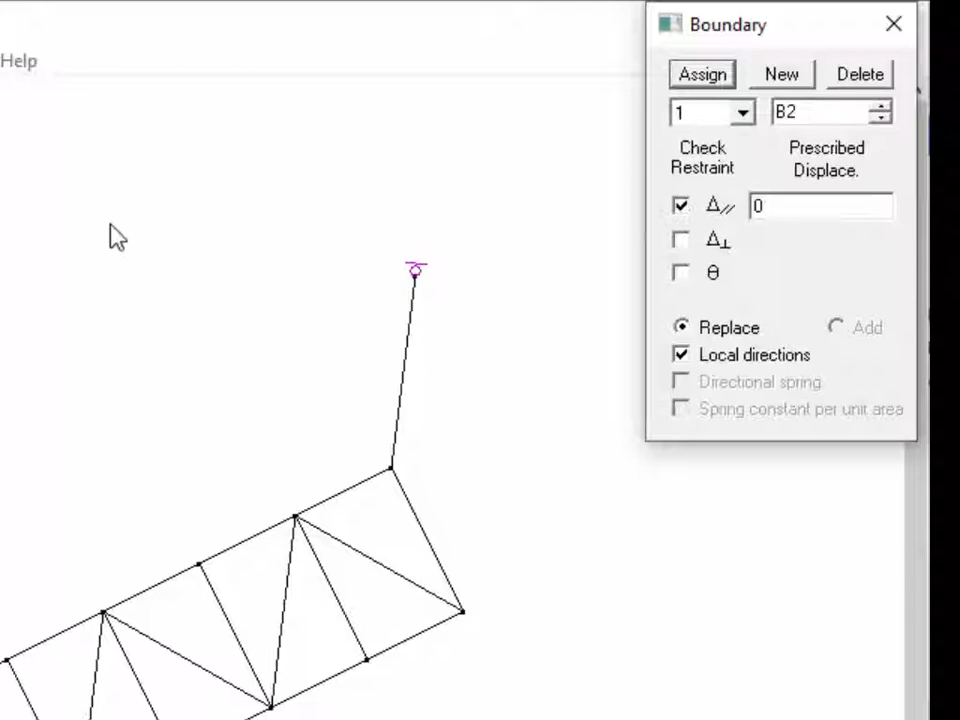 Boundary
Help
Assign New Delete
1 B2
Check Prescribed
Restraint Displace.
Δ// 0
Δ⊥
θ
Replace Add
Local directions
Directional spring
Spring constant per unit area